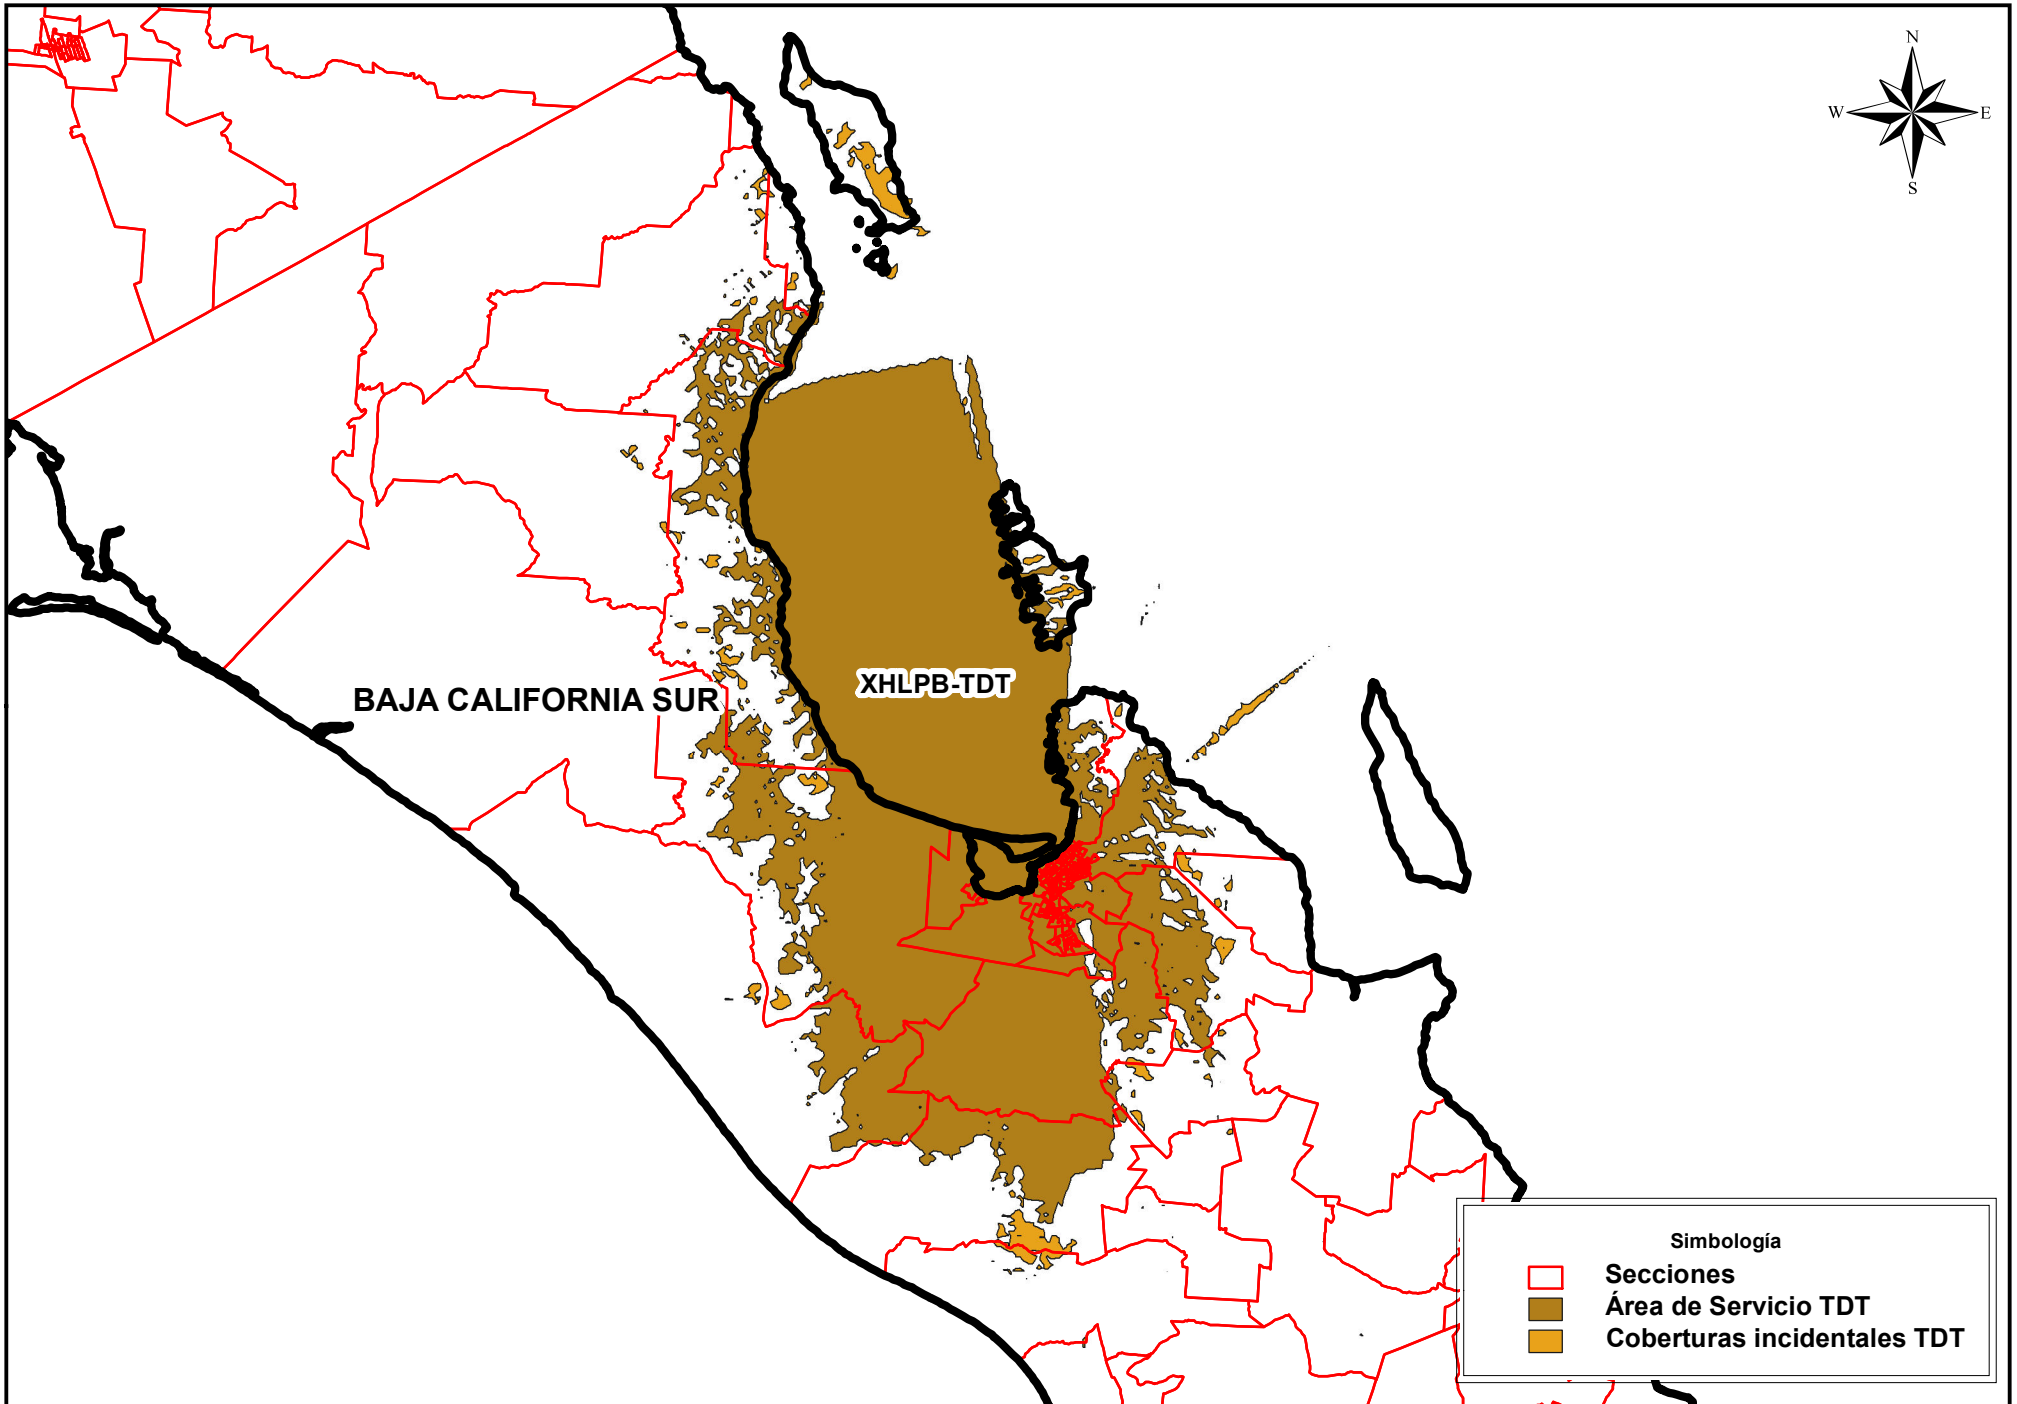 N
W E
S
BAJA CALIFORNIA SUR
XHLPB-TDT
Simbología
Secciones
Área de Servicio TDT
Coberturas incidentales TDT